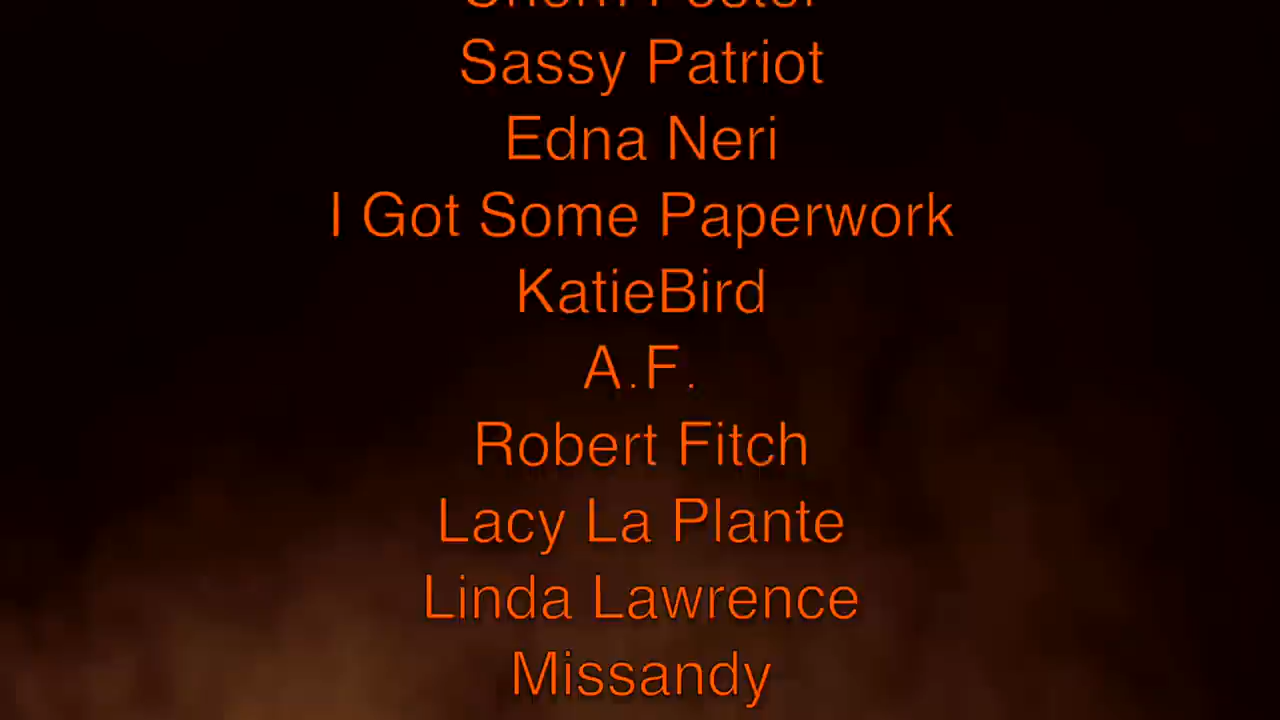 Sassy Patriot
Edna Neri
I Got Some Paperwork
KatieBird
A.F.
Robert Fitch
Lacy La Plante
Linda Lawrence
Missandy